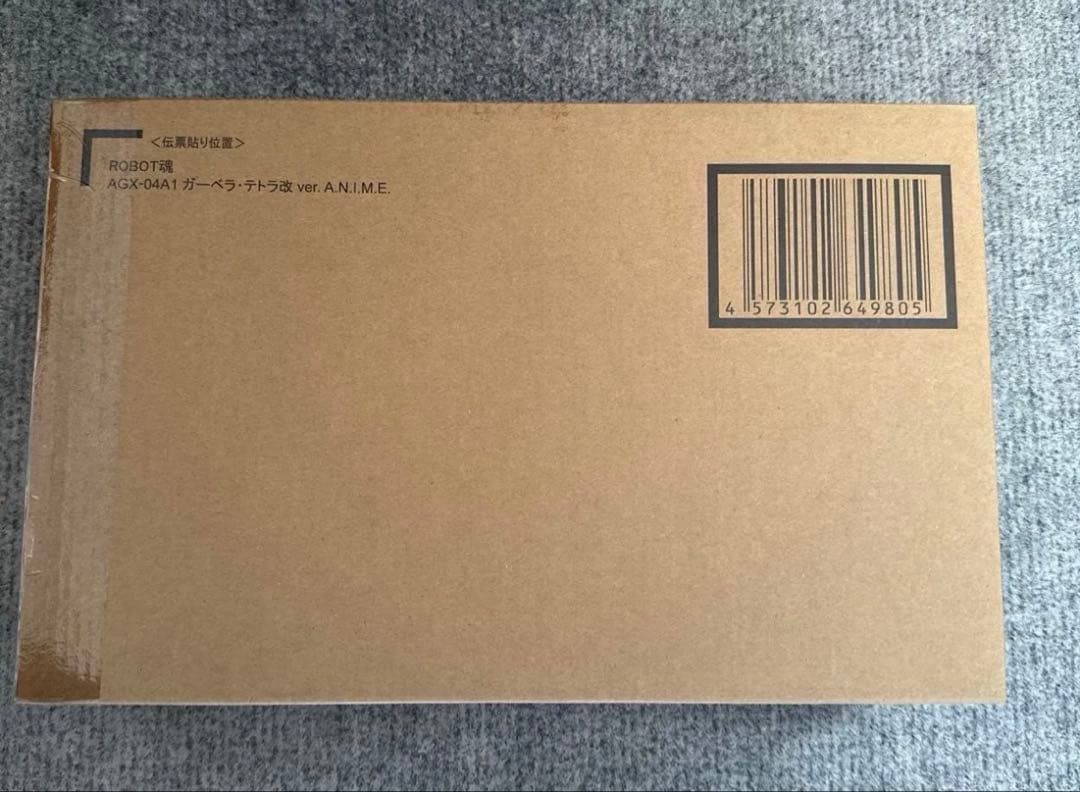 ＜伝票貼り位置＞
ROBOT魂
AGX-04A1 ガーベラ・テトラ改 ver. A.N.I.M.E.
4 573102 649805